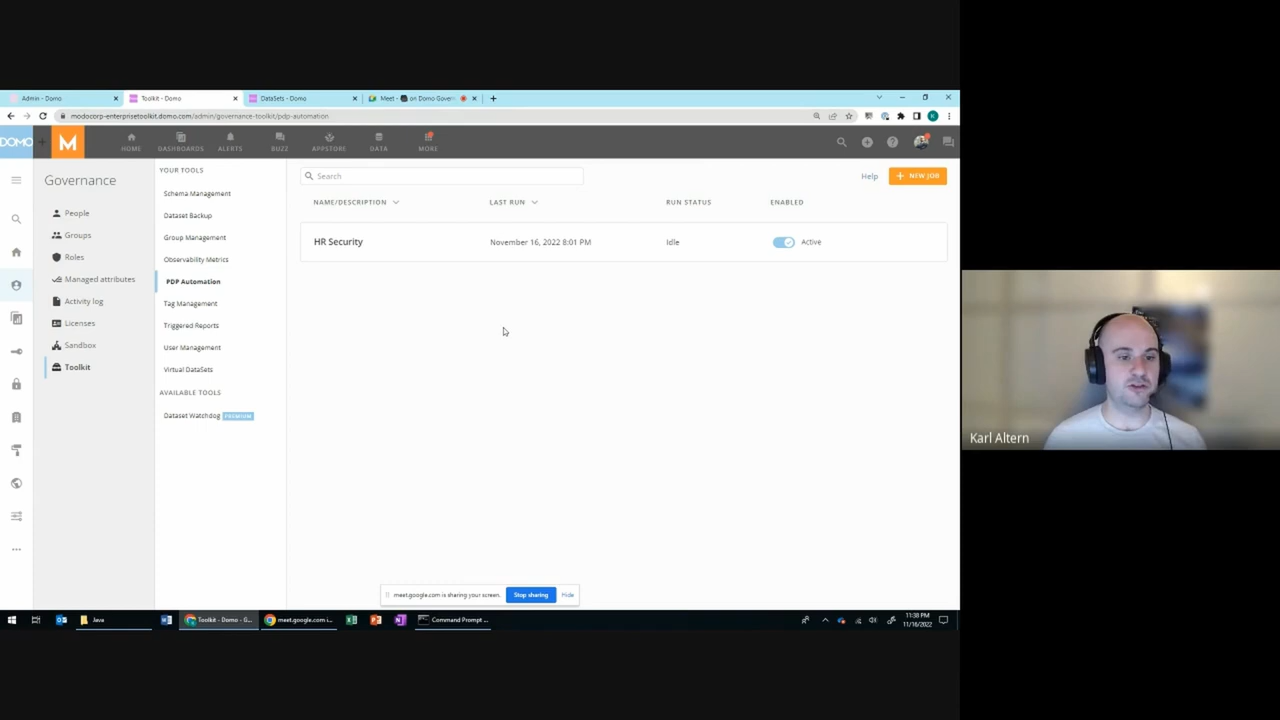 Admin - Domo
Toolkit - Domo
DataSets - Domo
Meet - on Domo Gover
modocorp-enterprisetoolkit.domo.com/admin/governance-toolkit/pdp-automation
DOMO
M
HOME
DASHBOARDS
ALERTS
BUZZ
APPSTORE
DATA
MORE
Governance
People
Groups
Roles
Managed attributes
Activity log
Licenses
Sandbox
Toolkit
YOUR TOOLS
Schema Management
Dataset Backup
Group Management
Observability Metrics
PDP Automation
Tag Management
Triggered Reports
User Management
Virtual DataSets
AVAILABLE TOOLS
Dataset Watchdog PREMIUM
Search
Help
+ NEW JOB
NAME/DESCRIPTION
LAST RUN
RUN STATUS
ENABLED
HR Security
November 16, 2022 8:01 PM
Idle
Active
meet.google.com is sharing your screen.
Stop sharing
Hide
Java
Toolkit - Domo - G...
meet.google.com i...
Command Prompt ...
11:38 PM
11/16/2022
Karl Altern